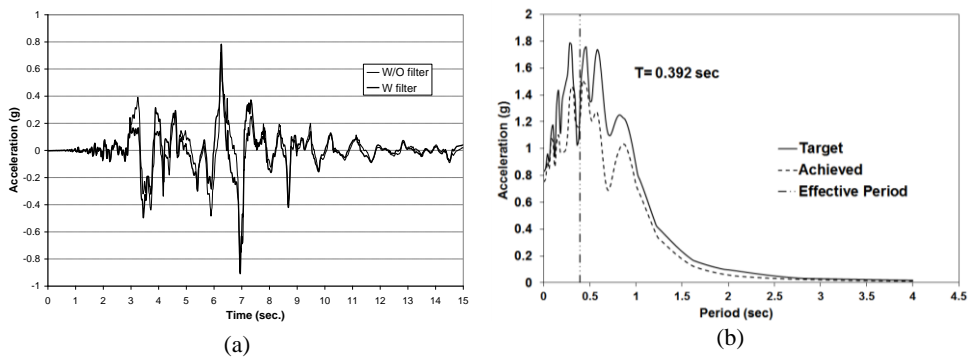 1
0.8
0.6
0.4
0.2
0
-0.2
-0.4
-0.6
-0.8
-1
Acceleration (g)
W/O filter
W filter
0 1 2 3 4 5 6 7 8 9 10 11 12 13 14 15
Time (sec.)
(a)
2
1.8
1.6
1.4
1.2
1
0.8
0.6
0.4
0.2
0
Acceleration (g)
T= 0.392 sec
Target
Achieved
Effective Period
0 0.5 1 1.5 2 2.5 3 3.5 4 4.5
Period (sec)
(b)